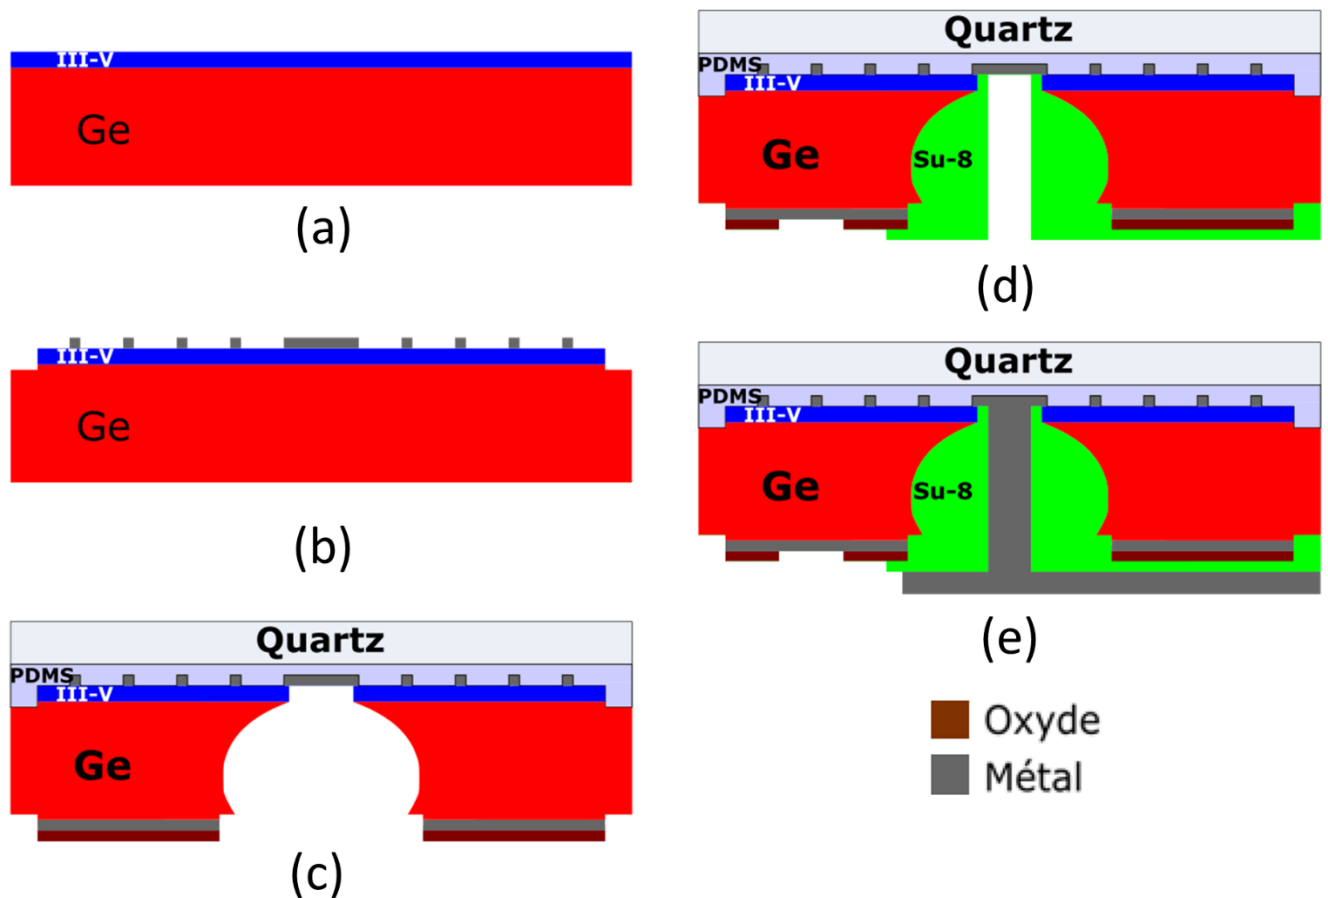 III-V
Ge
(a)
III-V
Ge
(b)
Quartz
PDMS
III-V
Ge
(c)
Quartz
PDMS
III-V
Ge
Su-8
(d)
Quartz
PDMS
III-V
Ge
Su-8
(e)
Oxyde
Métal